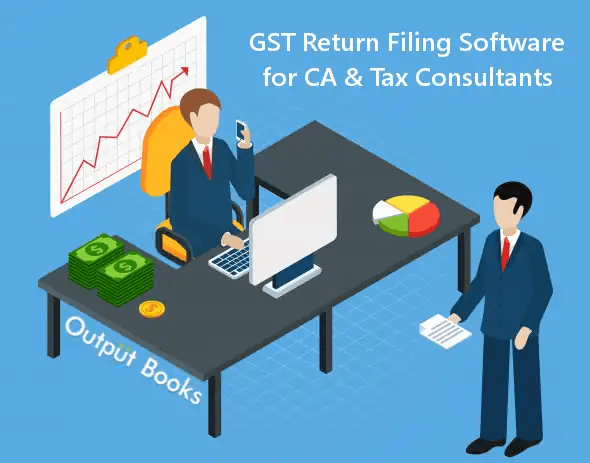 GST Return Filing Software
for CA & Tax Consultants
$
$
$
Output Books